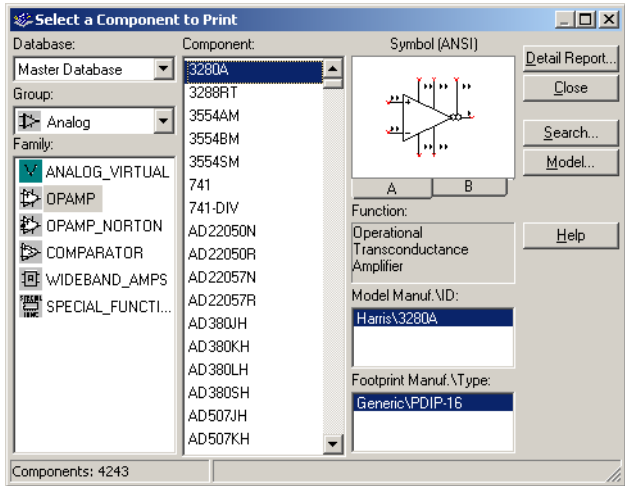 Select a Component to Print
Database:
Master Database
Group:
Analog
Family:
ANALOG_VIRTUAL
OPAMP
OPAMP_NORTON
COMPARATOR
WIDEBAND_AMPS
SPECIAL_FUNCTI...
Component:
3280A
3288RT
3554AM
3554BM
3554SM
741
741-DIV
AD22050N
AD22050R
AD22057N
AD22057R
AD380JH
AD380KH
AD380LH
AD380SH
AD507JH
AD507KH
Symbol (ANSI)
A
B
Function:
Operational
Transconductance
Amplifier
Model Manuf.\ID:
Harris\3280A
Footprint Manuf.\Type:
Generic\PDIP-16
Detail Report...
Close
Search...
Model...
Help
Components: 4243